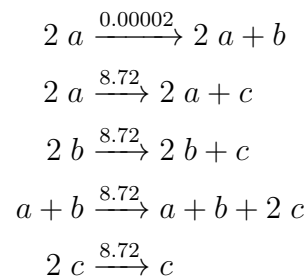 2 a 0.00002⟶ 2 a + b
2 a 8.72⟶ 2 a + c
2 b 8.72⟶ 2 b + c
a + b 8.72⟶ a + b + 2 c
2 c 8.72⟶ c